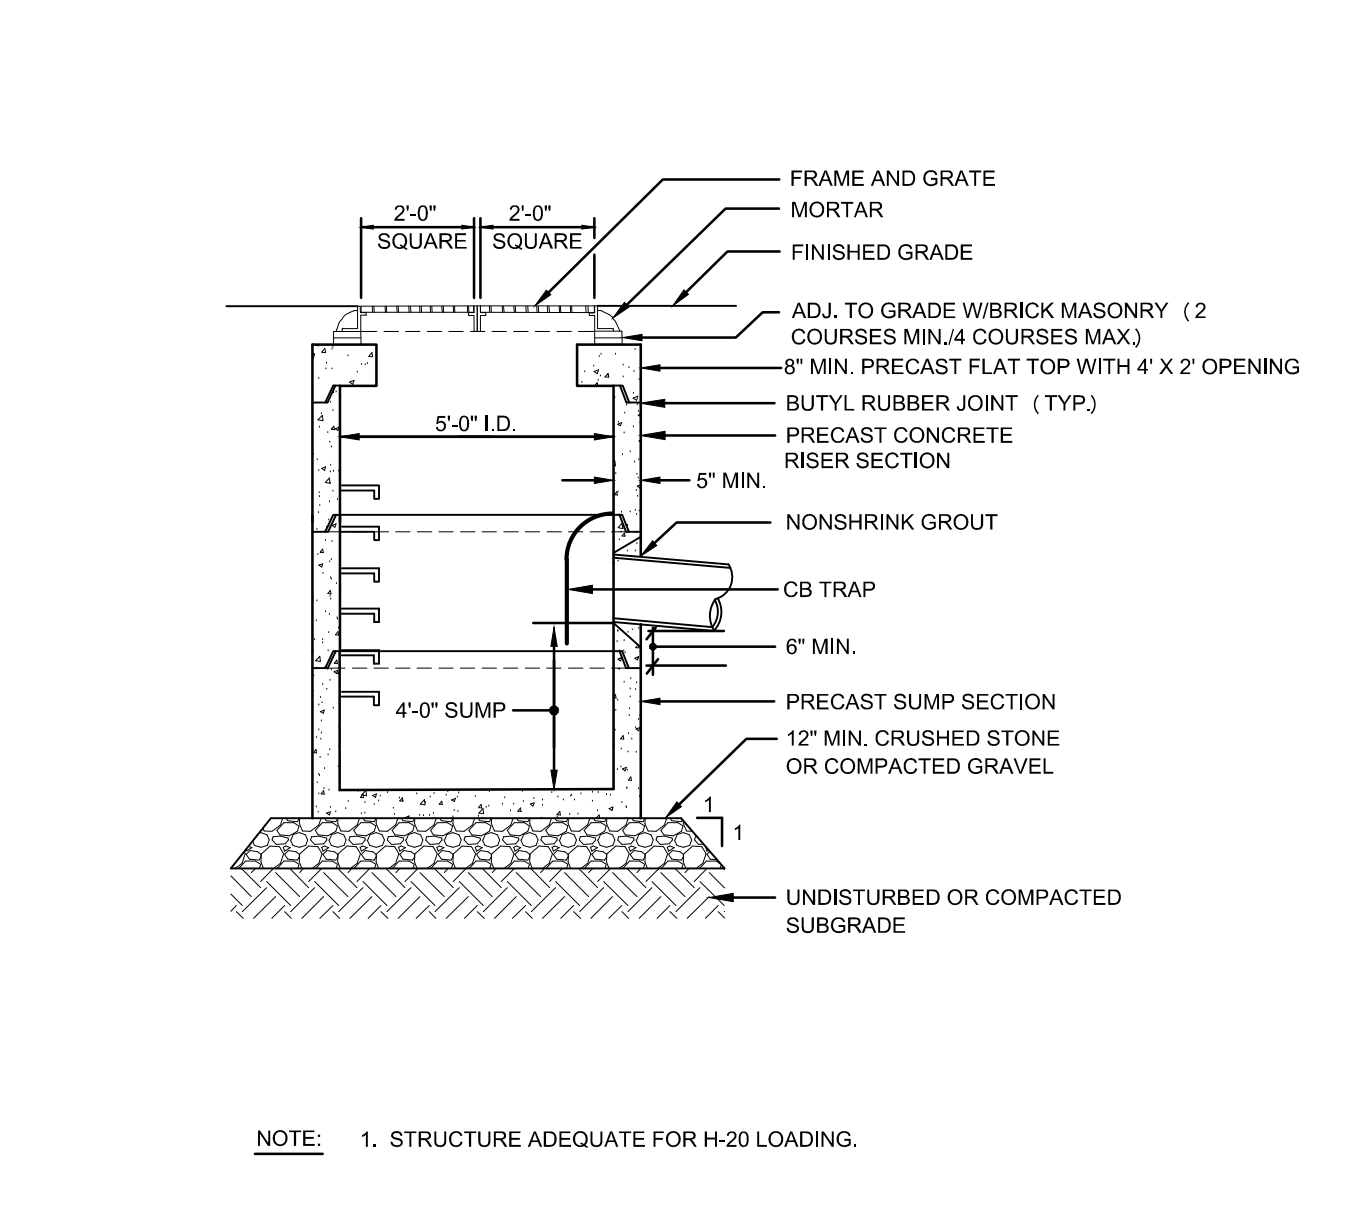 FRAME AND GRATE
MORTAR
2'-0"
SQUARE
2'-0"
SQUARE
FINISHED GRADE
ADJ. TO GRADE W/BRICK MASONRY ( 2
COURSES MIN./4 COURSES MAX.)
8" MIN. PRECAST FLAT TOP WITH 4' X 2' OPENING
BUTYL RUBBER JOINT ( TYP.)
5'-0" I.D.
PRECAST CONCRETE
RISER SECTION
5" MIN.
NONSHRINK GROUT
CB TRAP
6" MIN.
4'-0" SUMP
PRECAST SUMP SECTION
12" MIN. CRUSHED STONE
OR COMPACTED GRAVEL
1
1
UNDISTURBED OR COMPACTED
SUBGRADE
NOTE: 1. STRUCTURE ADEQUATE FOR H-20 LOADING.